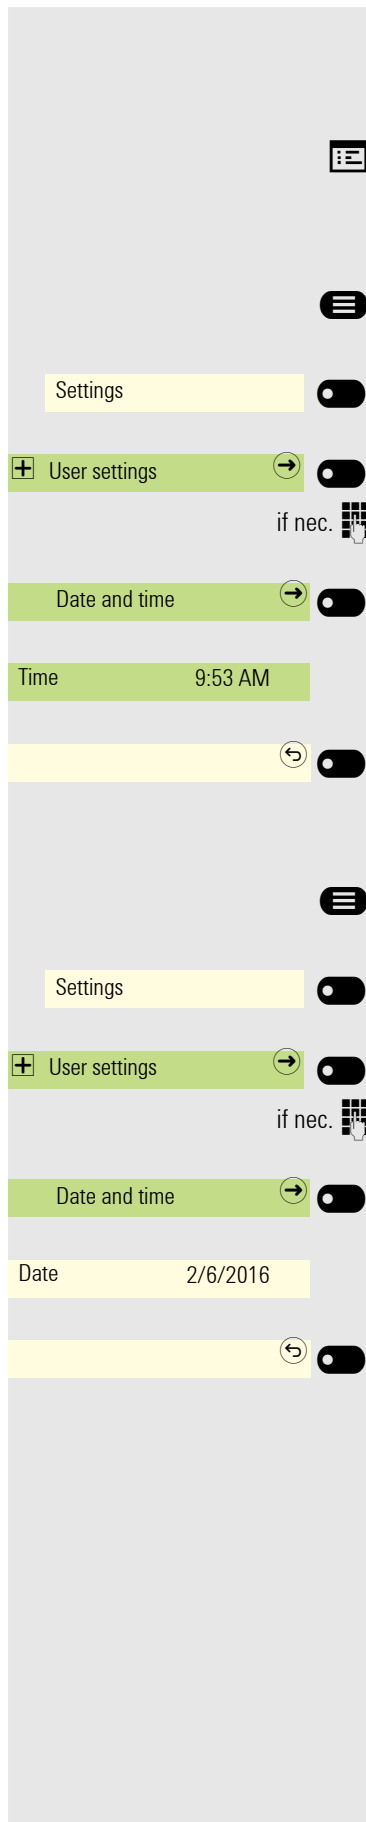 Settings
User settings
if nec.
Date and time
Time 9:53 AM
Settings
User settings
if nec.
Date and time
Date 2/6/2016